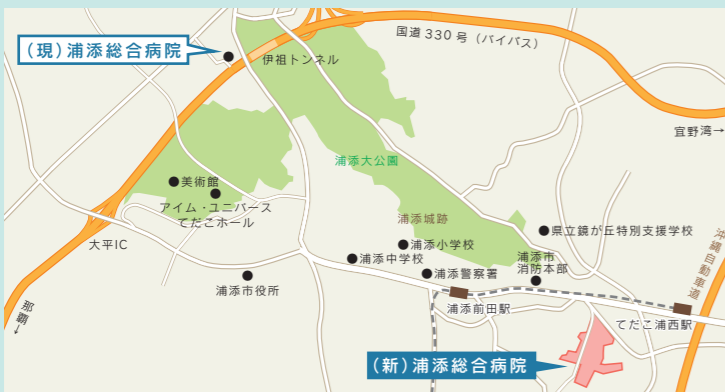 (現)浦添総合病院
国道330号(バイパス)
伊祖トンネル
宜野湾→
浦添大公園
美術館
アイム・ユニバース
てだこホール
浦添城跡
県立鏡が丘特別支援学校
沖縄自動車道
大平IC
浦添小学校
浦添中学校
浦添市
消防本部
浦添警察署
浦添市役所
浦添前田駅
てだこ浦西駅
那覇→
(新)浦添総合病院